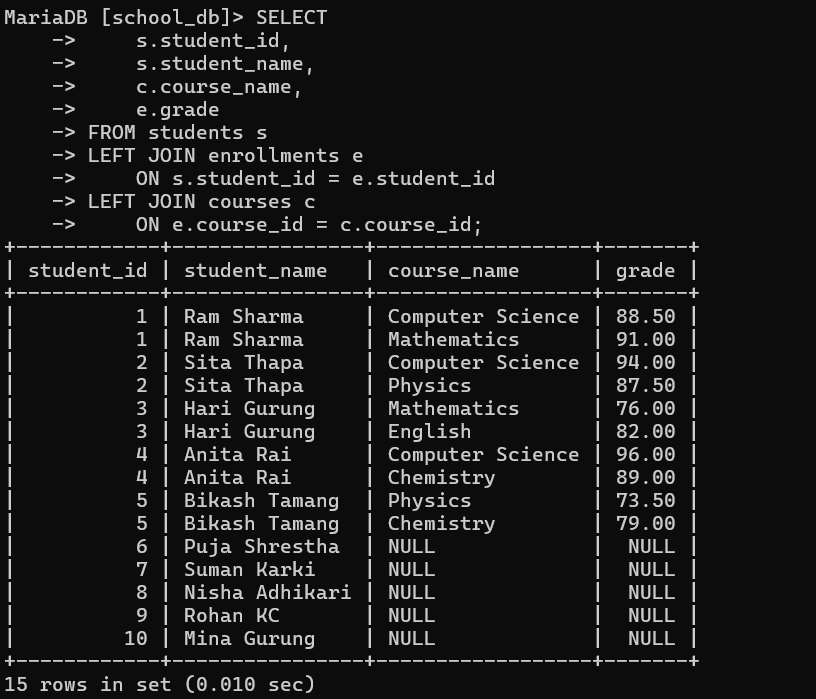 MariaDB [school_db]> SELECT
    ->     s.student_id,
    ->     s.student_name,
    ->     c.course_name,
    ->     e.grade
    -> FROM students s
    -> LEFT JOIN enrollments e
    ->     ON s.student_id = e.student_id
    -> LEFT JOIN courses c
    ->     ON e.course_id = c.course_id;
+------------+----------------+------------------+-------+
| student_id | student_name   | course_name      | grade |
+------------+----------------+------------------+-------+
|          1 | Ram Sharma     | Computer Science | 88.50 |
|          1 | Ram Sharma     | Mathematics      | 91.00 |
|          2 | Sita Thapa     | Computer Science | 94.00 |
|          2 | Sita Thapa     | Physics          | 87.50 |
|          3 | Hari Gurung    | Mathematics      | 76.00 |
|          3 | Hari Gurung    | English          | 82.00 |
|          4 | Anita Rai      | Computer Science | 96.00 |
|          4 | Anita Rai      | Chemistry        | 89.00 |
|          5 | Bikash Tamang  | Physics          | 73.50 |
|          5 | Bikash Tamang  | Chemistry        | 79.00 |
|          6 | Puja Shrestha  | NULL             |  NULL |
|          7 | Suman Karki    | NULL             |  NULL |
|          8 | Nisha Adhikari | NULL             |  NULL |
|          9 | Rohan KC       | NULL             |  NULL |
|         10 | Mina Gurung    | NULL             |  NULL |
+------------+----------------+------------------+-------+
15 rows in set (0.010 sec)